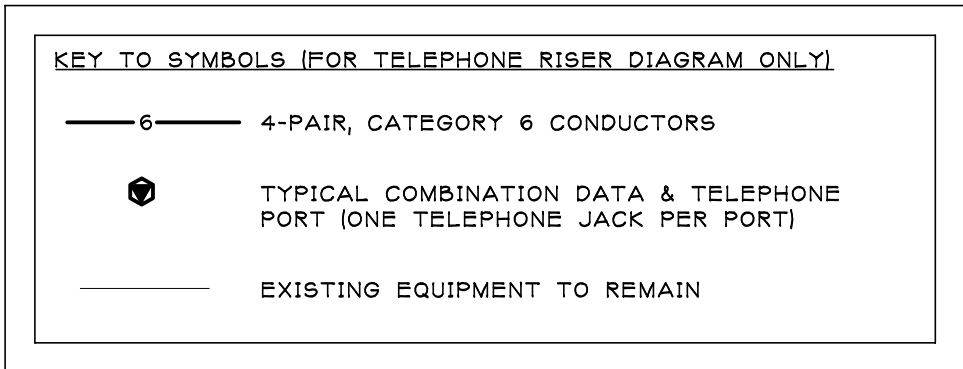 KEY TO SYMBOLS (FOR TELEPHONE RISER DIAGRAM ONLY)
6 4-PAIR, CATEGORY 6 CONDUCTORS
TYPICAL COMBINATION DATA & TELEPHONE
PORT (ONE TELEPHONE JACK PER PORT)
EXISTING EQUIPMENT TO REMAIN